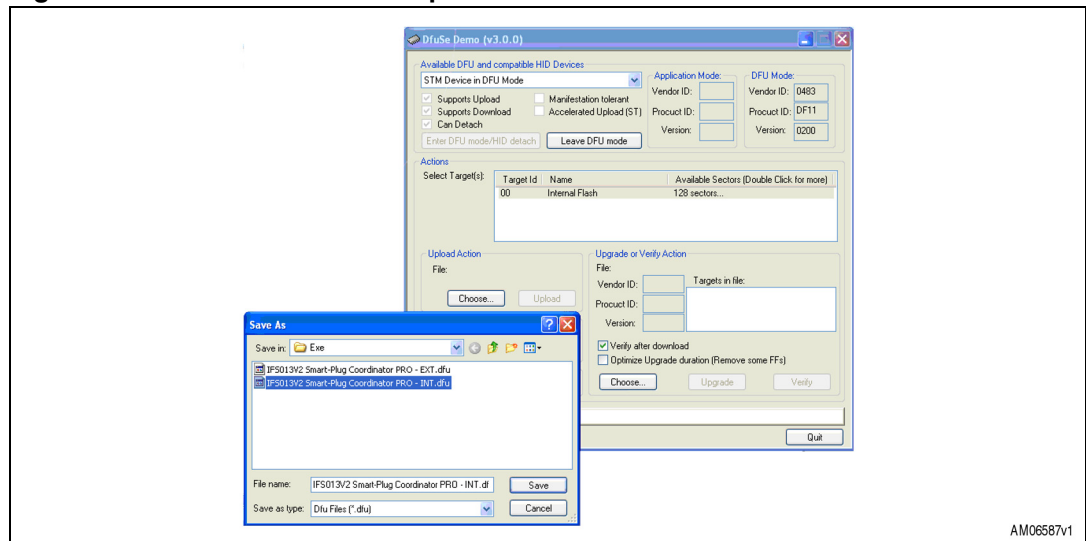 DfuSe Demo (v3.0.0)
Available DFU and compatible HID Devices
STM Device in DFU Mode
Supports Upload
Manifestation tolerant
Supports Download
Accelerated Upload (ST)
Can Detach
Enter DFU mode/HID detach
Leave DFU mode
Application Mode:
Vendor ID:
Procuct ID:
Version:
DFU Mode:
Vendor ID: 0483
Procuct ID: DF11
Version: 0200
Actions
Select Target(s):
Target Id Name Available Sectors (Double Click for more)
00 Internal Flash 128 sectors...
Upload Action
File:
Choose... Upload
Upgrade or Verify Action
File:
Vendor ID:
Procuct ID:
Version:
Targets in file:
Verify after download
Optimize Upgrade duration (Remove some FFs)
Choose... Upgrade Verify
Quit
Save As
Save in: Exe
IFS013V2 Smart-Plug Coordinator PRO - EXT.dfu
IFS013V2 Smart-Plug Coordinator PRO - INT.dfu
File name: IFS013V2 Smart-Plug Coordinator PRO - INT.df Save
Save as type: Dfu Files (*.dfu) Cancel
AM06587v1